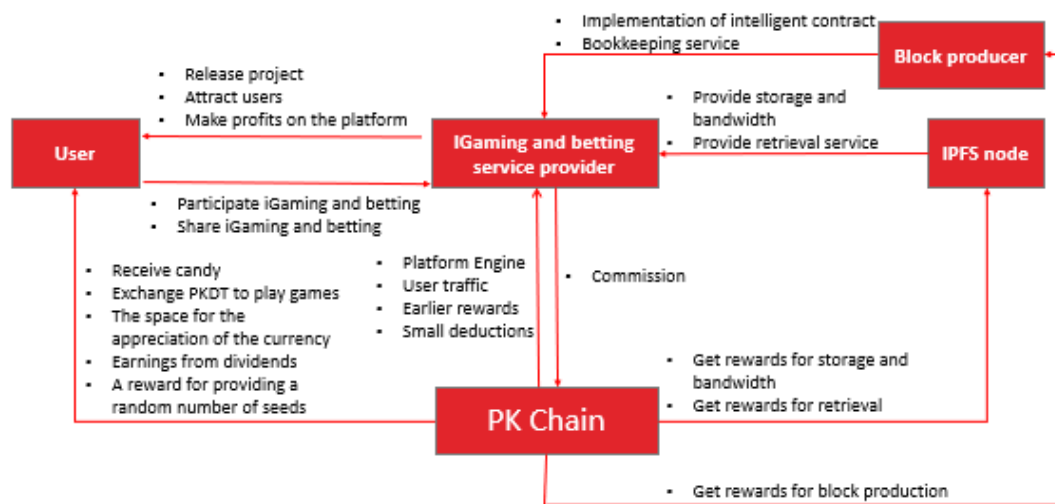 ▪ Implementation of intelligent contract
▪ Bookkeeping service
Block producer
▪ Release project
▪ Attract users
▪ Make profits on the platform
▪ Provide storage and
bandwidth
▪ Provide retrieval service
User
IGaming and betting
service provider
IPFS node
▪ Participate iGaming and betting
▪ Share iGaming and betting
▪ Receive candy
▪ Exchange PKDT to play games
▪ The space for the
appreciation of the currency
▪ Earnings from dividends
▪ A reward for providing a
random number of seeds
▪ Platform Engine
▪ User traffic
▪ Earlier rewards
▪ Small deductions
▪ Commission
▪ Get rewards for storage and
bandwidth
▪ Get rewards for retrieval
PK Chain
▪ Get rewards for block production